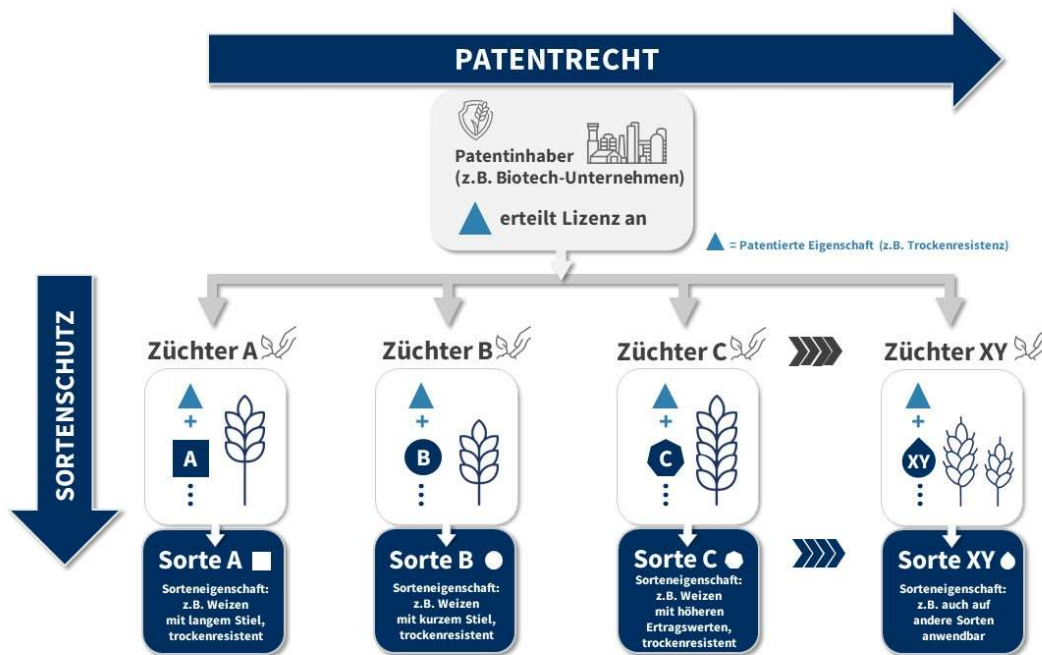 PATENTRECHT
Patentinhaber
(z.B. Biotech-Unternehmen)
erteilt Lizenz an
= Patentierte Eigenschaft (z.B. Trockenresistenz)
SORTENSCHUTZ
Züchter A
Züchter B
Züchter C
Züchter XY
+
+
+
+
A
B
C
XY
Sorte A
Sorteneigenschaft:
z.B. Weizen
mit langem Stiel,
trockenresistent
Sorte B
Sorteneigenschaft:
z.B. Weizen
mit kurzem Stiel,
trockenresistent
Sorte C
Sorteneigenschaft:
z.B. Weizen
mit höheren
Ertragswerten,
trockenresistent
Sorte XY
Sorteneigenschaft:
z.B. auch auf
andere Sorten
anwendbar